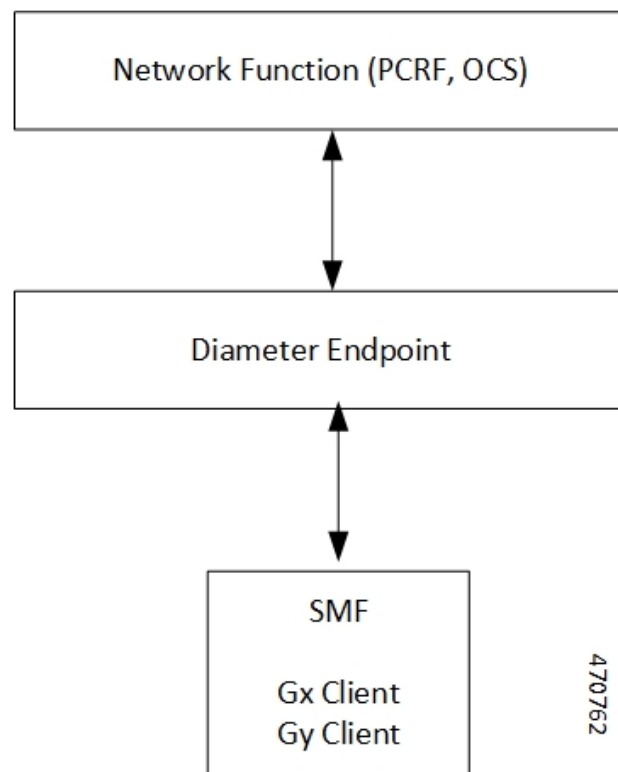 Network Function (PCRF, OCS)
Diameter Endpoint
SMF
Gx Client
Gy Client
470762